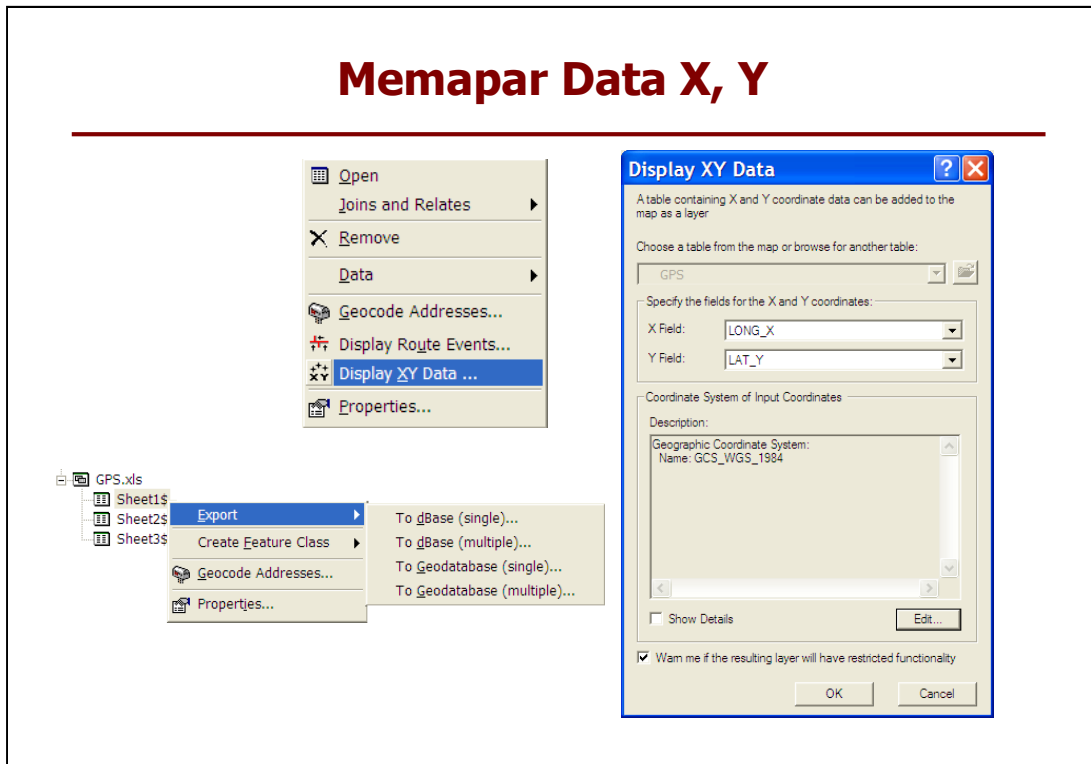 Memapar Data X, Y
Open
Joins and Relates
Remove
Data
Geocode Addresses...
Display Route Events...
Display XY Data ...
Properties...
GPS.xls
Sheet1$
Sheet2$
Sheet3$
Export
Create Feature Class
Geocode Addresses...
Properties...
To dBase (single)...
To dBase (multiple)...
To Geodatabase (single)...
To Geodatabase (multiple)...
Display XY Data
A table containing X and Y coordinate data can be added to the
map as a layer
Choose a table from the map or browse for another table:
GPS
Specify the fields for the X and Y coordinates:
X Field: LONG_X
Y Field: LAT_Y
Coordinate System of Input Coordinates
Description:
Geographic Coordinate System:
Name: GCS_WGS_1984
Show Details
Edit...
Warn me if the resulting layer will have restricted functionality
OK Cancel